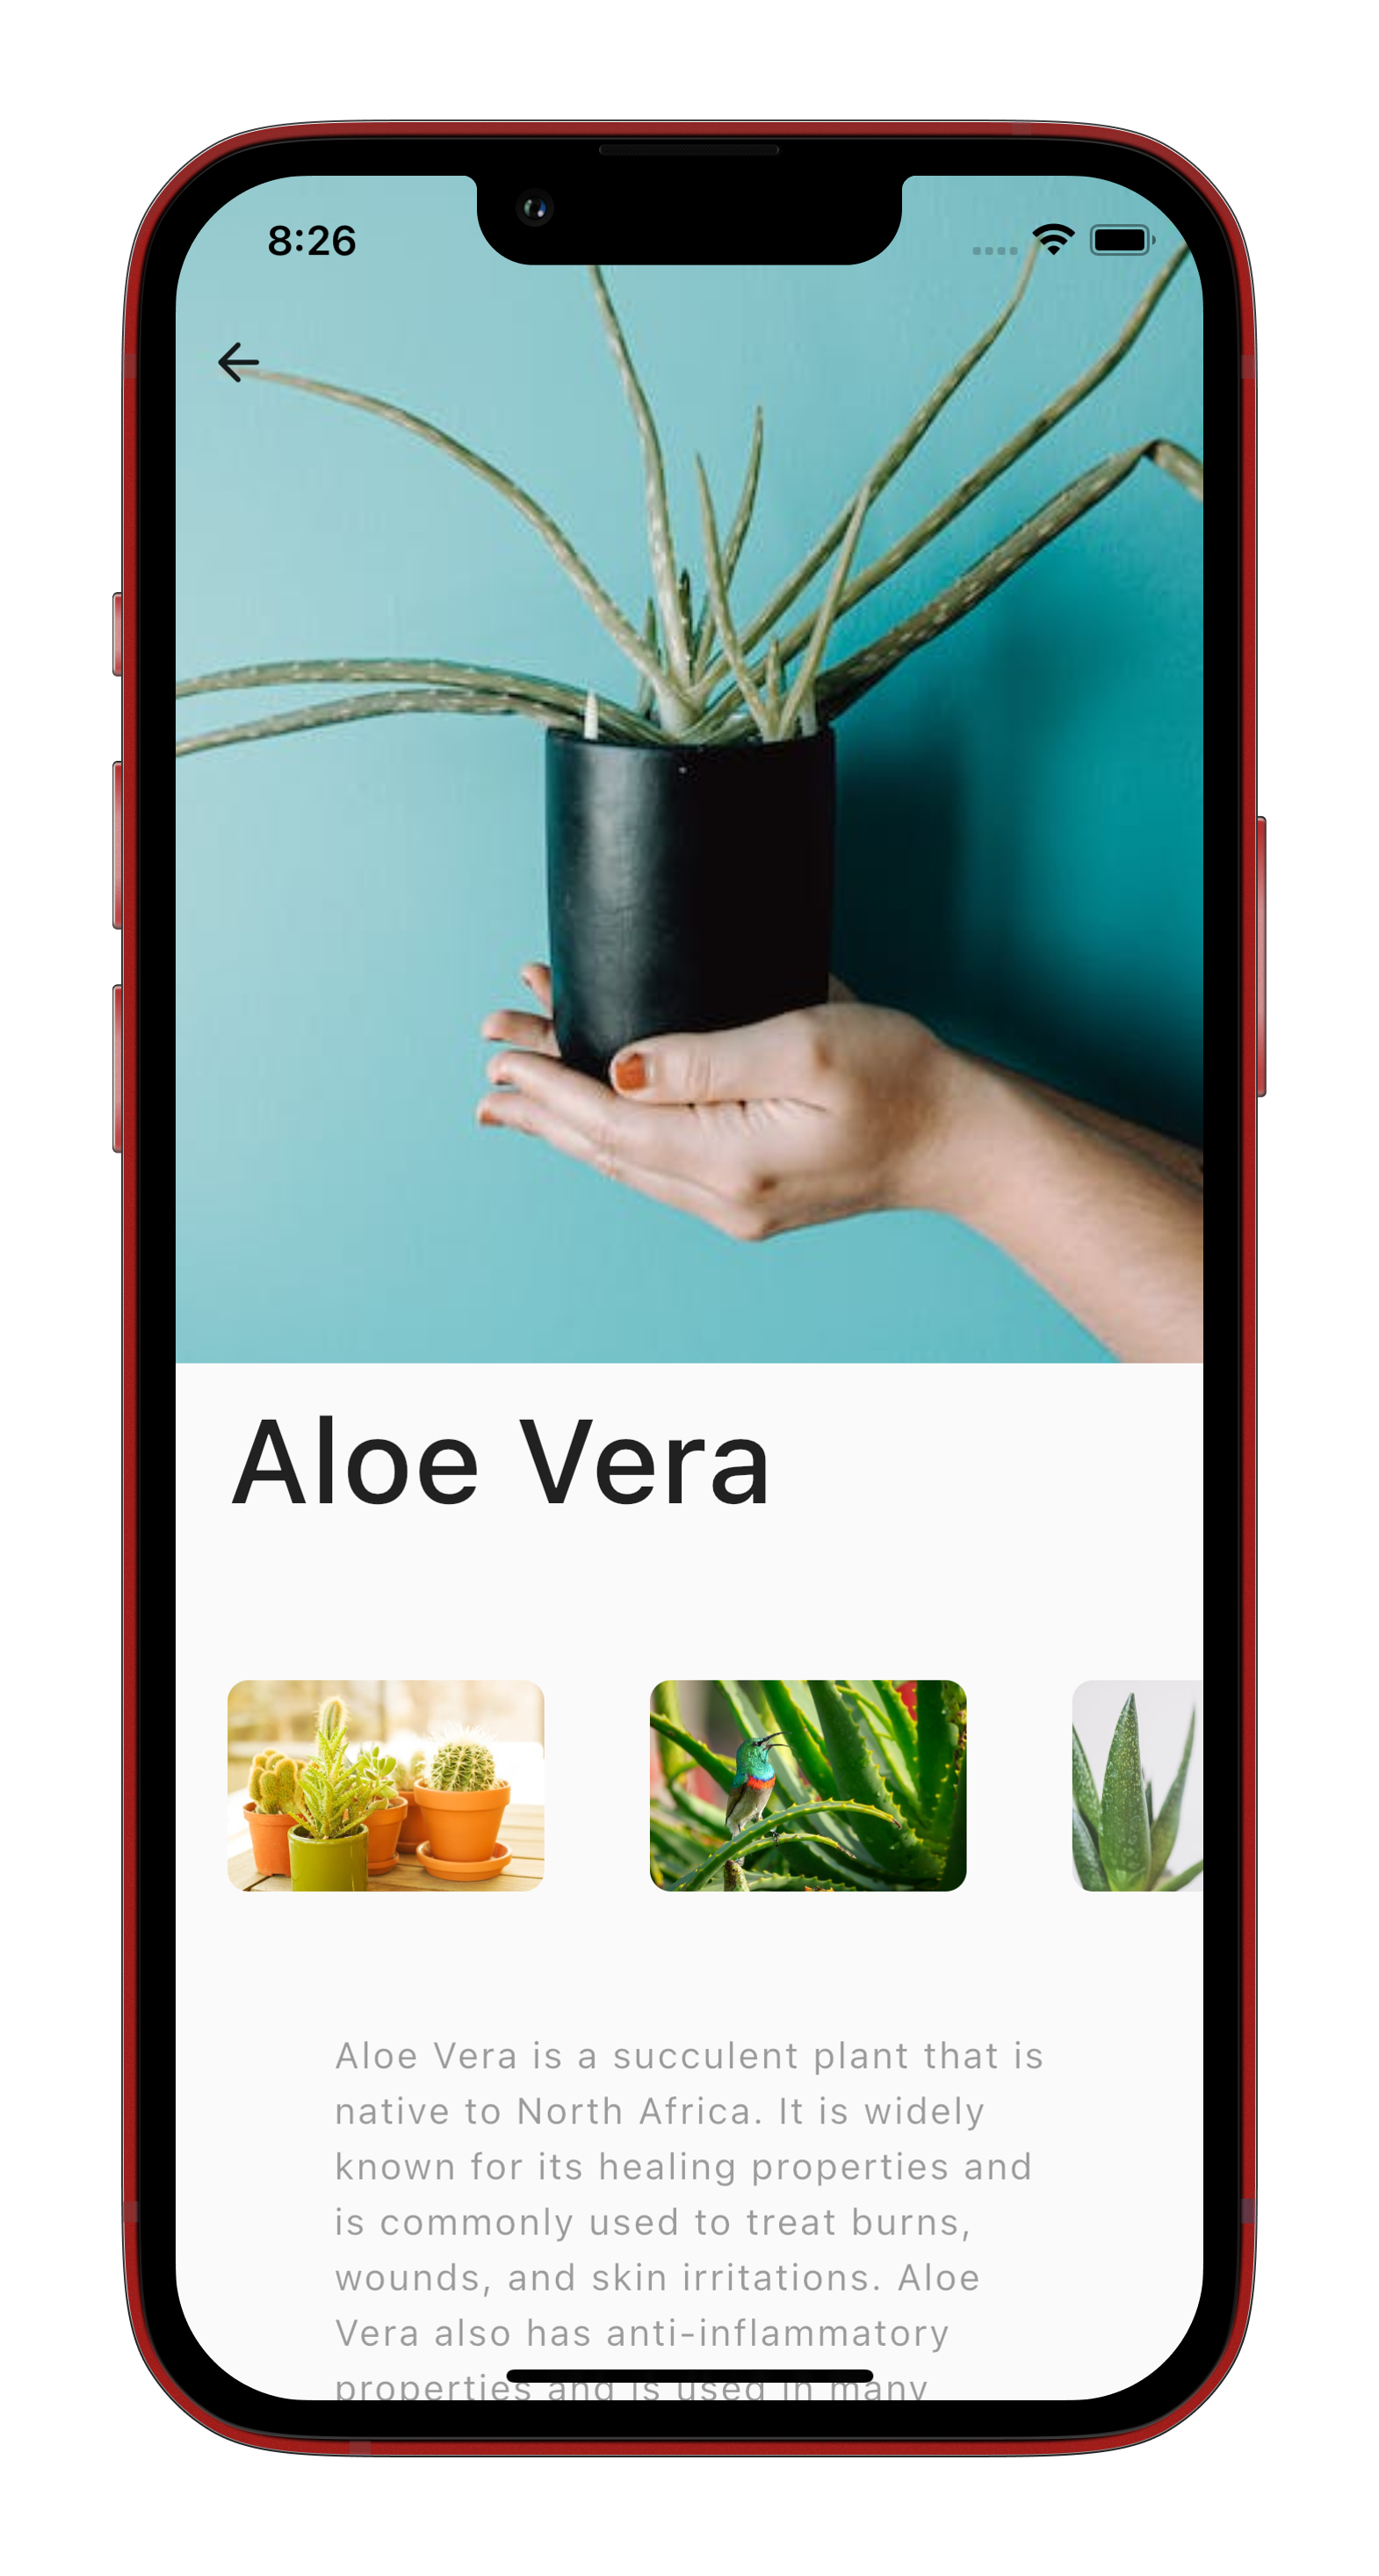 8:26
Aloe Vera
Aloe Vera is a succulent plant that is
native to North Africa. It is widely
known for its healing properties and
is commonly used to treat burns,
wounds, and skin irritations. Aloe
Vera also has anti-inflammatory
properties and is used in many